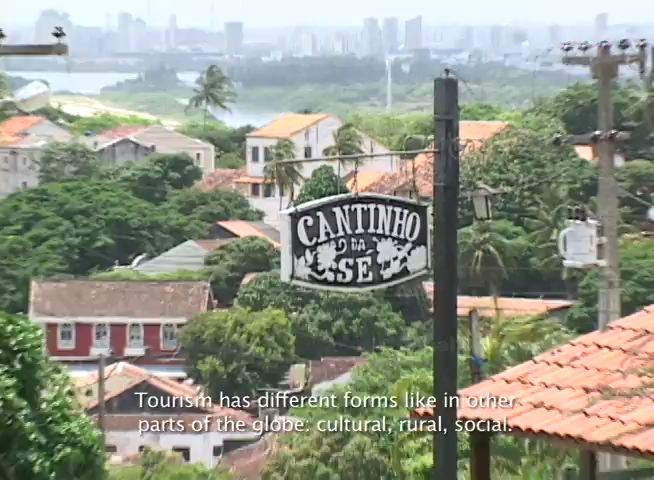 CANTINHO
DA
SÉ
Tourism has different forms like in other
parts of the globe: cultural, rural, social.